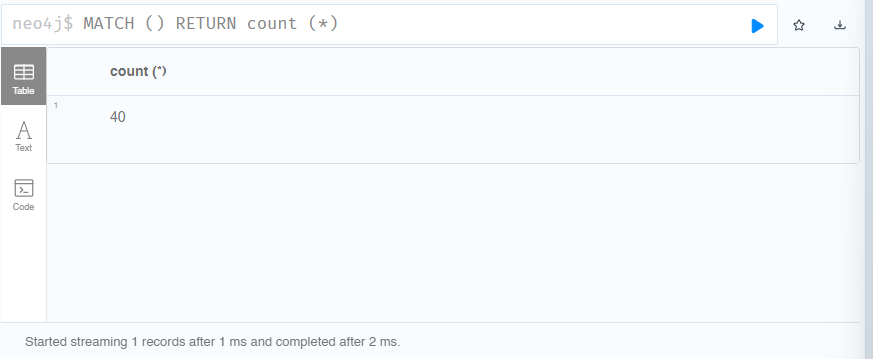 neo4j$ MATCH () RETURN count (*)
Table
count (*)
1
40
Text
Code
Started streaming 1 records after 1 ms and completed after 2 ms.